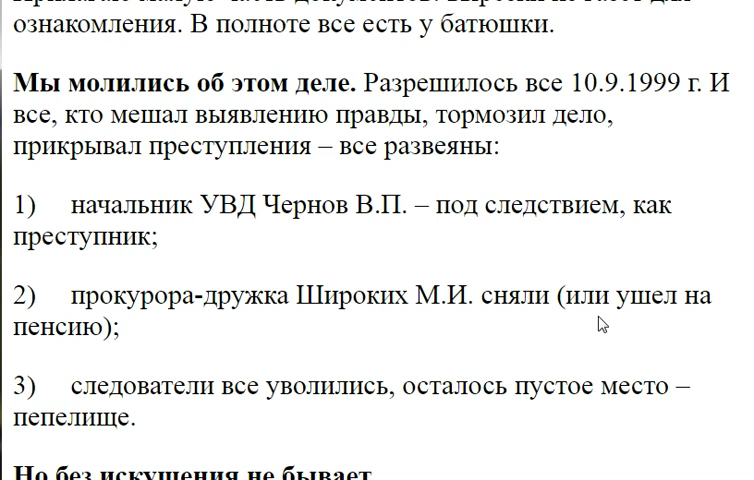 ознакомления. В полноте все есть у батюшки.
Мы молились об этом деле. Разрешилось все 10.9.1999 г. И
все, кто мешал выявлению правды, тормозил дело,
прикрывал преступления – все развеяны:
1) начальник УВД Чернов В.П. – под следствием, как
преступник;
2) прокурора-дружка Широких М.И. сняли (или ушел на
пенсию);
3) следователи все уволились, осталось пустое место –
пепелище.
Но без искушения не бывает